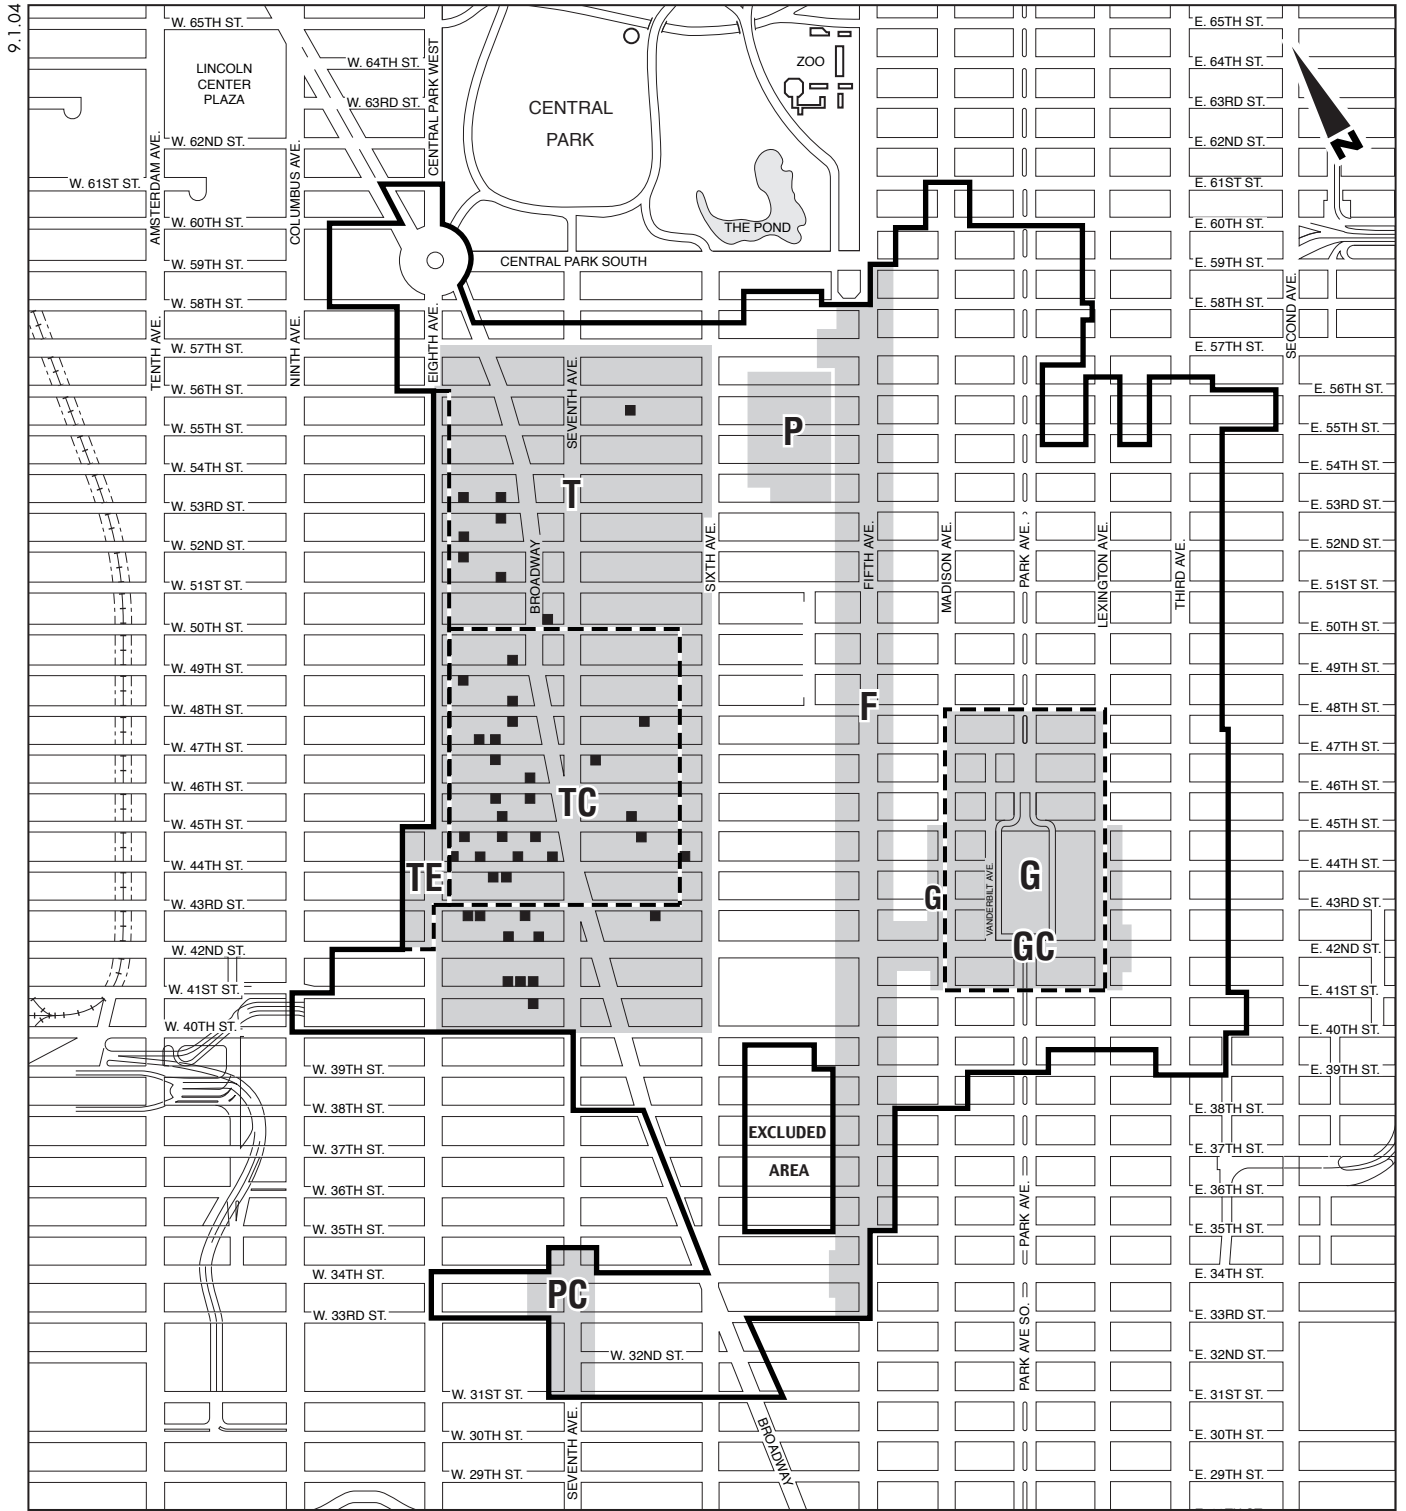 9.1.04
W. 65TH ST.
E. 65TH ST.
LINCOLN
CENTER
PLAZA
W. 64TH ST.
ZOO
E. 64TH ST.
W. 63RD ST.
CENTRAL PARK WEST
CENTRAL
PARK
E. 63RD ST.
N
W. 62ND ST.
E. 62ND ST.
AMSTERDAM AVE.
COLUMBUS AVE.
W. 61ST ST.
E. 61ST ST.
W. 60TH ST.
THE POND
E. 60TH ST.
W. 59TH ST.
CENTRAL PARK SOUTH
E. 59TH ST.
W. 58TH ST.
E. 58TH ST.
TENTH AVE.
NINTH AVE.
EIGHTH AVE.
SECOND AVE.
W. 57TH ST.
E. 57TH ST.
W. 56TH ST.
E. 56TH ST.
SEVENTH AVE.
W. 55TH ST.
P
E. 55TH ST.
W. 54TH ST.
E. 54TH ST.
T
W. 53RD ST.
E. 53RD ST.
W. 52ND ST.
E. 52ND ST.
BROADWAY
SIXTH AVE.
FIFTH AVE.
MADISON AVE.
PARK AVE.
LEXINGTON AVE.
THIRD AVE.
W. 51ST ST.
E. 51ST ST.
W. 50TH ST.
E. 50TH ST.
W. 49TH ST.
E. 49TH ST.
W. 48TH ST.
F
E. 48TH ST.
W. 47TH ST.
E. 47TH ST.
W. 46TH ST.
TC
E. 46TH ST.
W. 45TH ST.
E. 45TH ST.
W. 44TH ST.
TE
G
G
VANDERBILT AVE.
E. 44TH ST.
W. 43RD ST.
E. 43RD ST.
W. 42ND ST.
GC
E. 42ND ST.
W. 41ST ST.
E. 41ST ST.
W. 40TH ST.
E. 40TH ST.
W. 39TH ST.
E. 39TH ST.
W. 38TH ST.
E. 38TH ST.
EXCLUDED
AREA
W. 37TH ST.
E. 37TH ST.
W. 36TH ST.
PARK AVE.
E. 36TH ST.
W. 35TH ST.
E. 35TH ST.
W. 34TH ST.
PC
E. 34TH ST.
W. 33RD ST.
PARK AVE SO.
E. 33RD ST.
W. 32ND ST.
E. 32ND ST.
W. 31ST ST.
E. 31ST ST.
SEVENTH AVE.
BROADWAY
W. 30TH ST.
E. 30TH ST.
W. 29TH ST.
E. 29TH ST.